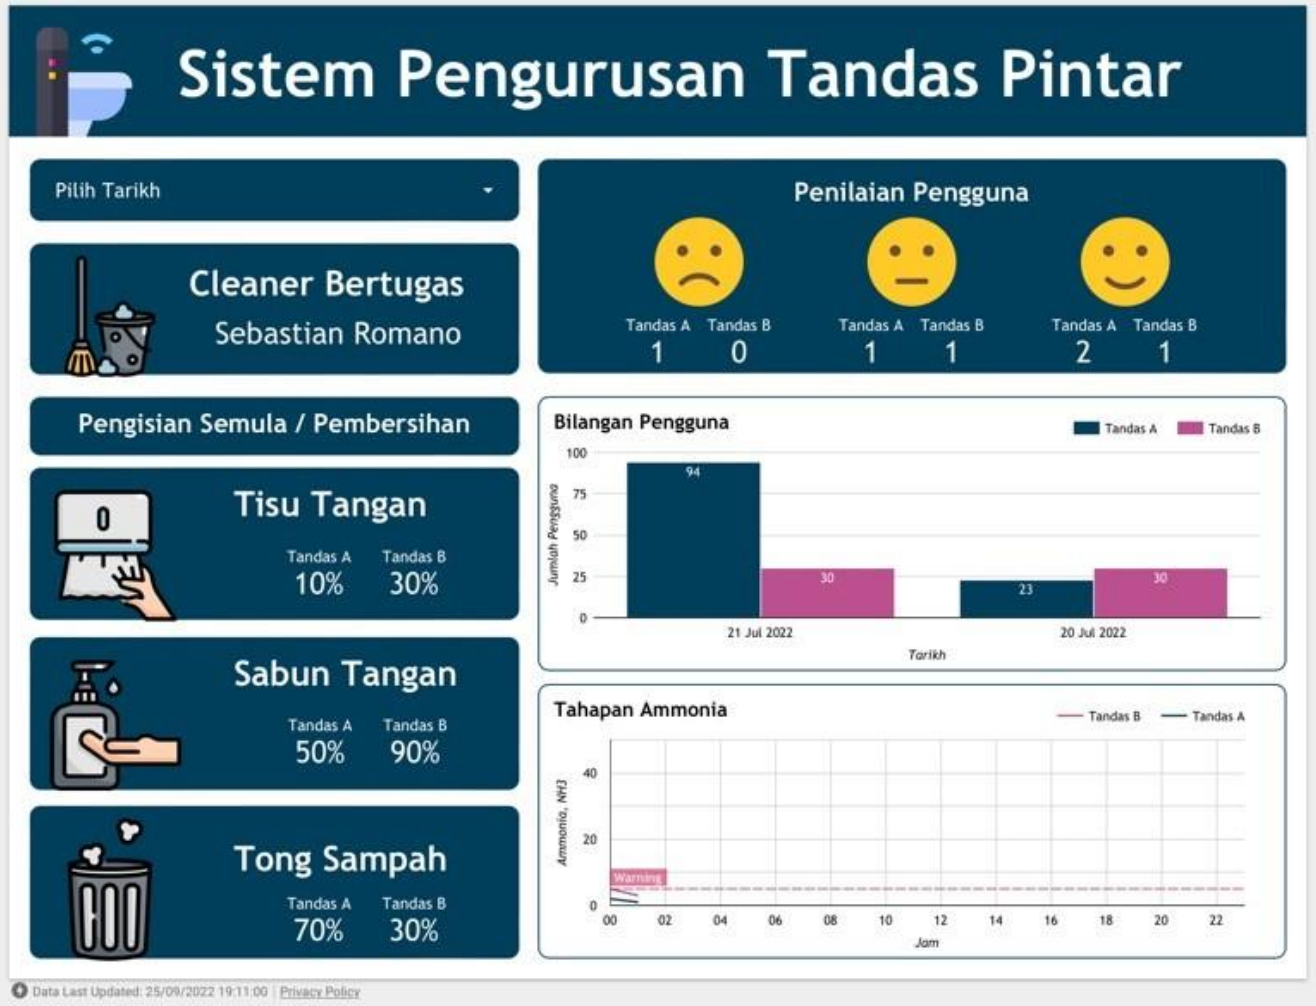 Sistem Pengurusan Tandas Pintar
Pilih Tarikh
Cleaner Bertugas
Sebastian Romano
Pengisian Semula / Pembersihan
0
Tisu Tangan
Tandas A Tandas B
10% 30%
Sabun Tangan
Tandas A Tandas B
50% 90%
Tong Sampah
Tandas A Tandas B
70% 30%
Penilaian Pengguna
Tandas A Tandas B Tandas A Tandas B Tandas A Tandas B
1 0 1 1 2 1
Bilangan Pengguna
Tandas A Tandas B
Jumlah Pengguna
100
75
50
25
0
94
30
23
30
21 Jul 2022 20 Jul 2022
Tarikh
Tahapan Ammonia
Tandas B Tandas A
Ammonia, NH3
40
20
0
Warning
00 02 04 06 08 10 12 14 16 18 20 22
Jam
Data Last Updated: 25/09/2022 19:11:00 Privacy Policy